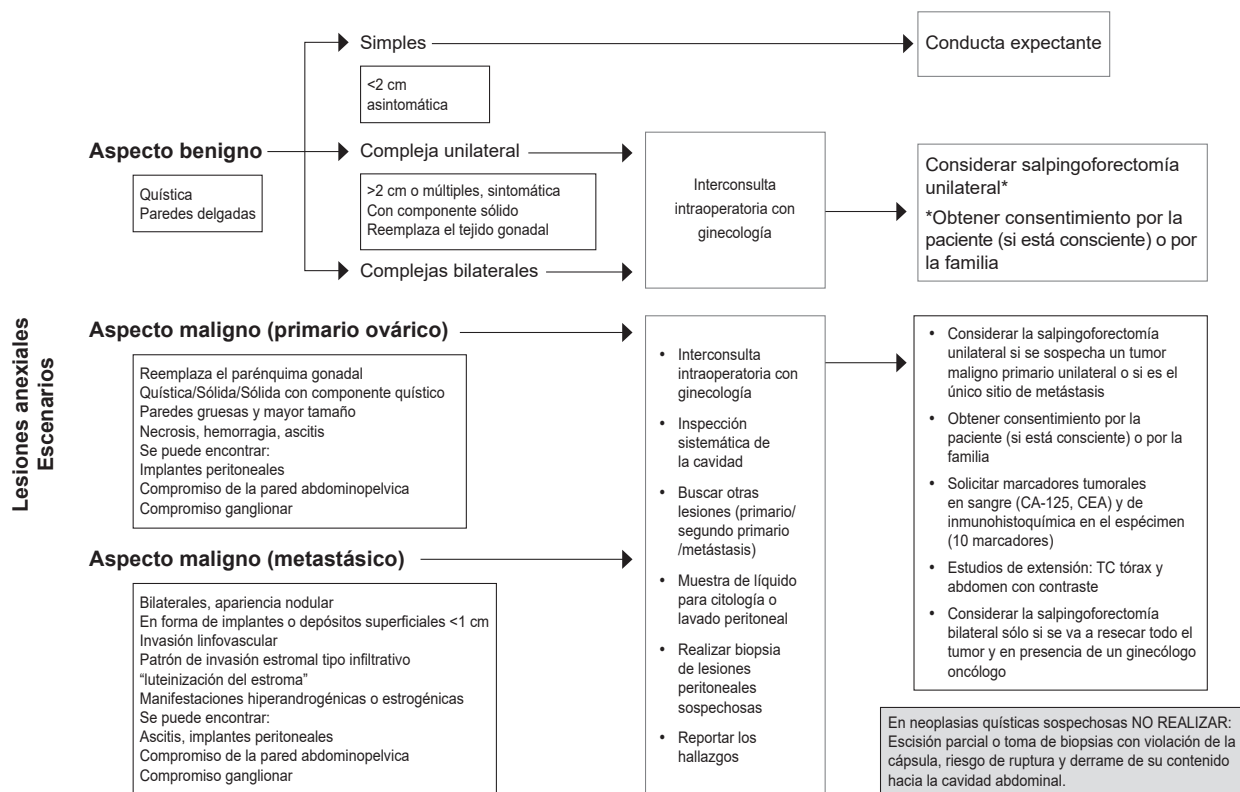 Lesiones anexiales
Escenarios
Aspecto benigno
Quística
Paredes delgadas
Simples
<2 cm
asintomática
Conducta expectante
Compleja unilateral
>2 cm o múltiples, sintomática
Con componente sólido
Reemplaza el tejido gonadal
Complejas bilaterales
Interconsulta
intraoperatoria con
ginecología
Considerar salpingoforectomía
unilateral*
*Obtener consentimiento por la
paciente (si está consciente) o por
la familia
Aspecto maligno (primario ovárico)
Reemplaza el parénquima gonadal
Quística/Sólida/Sólida con componente quístico
Paredes gruesas y mayor tamaño
Necrosis, hemorragia, ascitis
Se puede encontrar:
Implantes peritoneales
Compromiso de la pared abdominopelvica
Compromiso ganglionar
Aspecto maligno (metastásico)
Bilaterales, apariencia nodular
En forma de implantes o depósitos superficiales <1 cm
Invasión linfovascular
Patrón de invasión estromal tipo infiltrativo
“luteinización del estroma”
Manifestaciones hiperandrogénicas o estrogénicas
Se puede encontrar:
Ascitis, implantes peritoneales
Compromiso de la pared abdominopelvica
Compromiso ganglionar
• Interconsulta
intraoperatoria con
ginecología
• Inspección
sistemática de
la cavidad
• Buscar otras
lesiones (primario/
segundo primario
/metástasis)
• Muestra de líquido
para citología o
lavado peritoneal
• Realizar biopsia
de lesiones
peritoneales
sospechosas
• Reportar los
hallazgos
• Considerar la salpingoforectomía
unilateral si se sospecha un tumor
maligno primario unilateral o si es el
único sitio de metástasis
• Obtener consentimiento por la
paciente (si está consciente) o por la
familia
• Solicitar marcadores tumorales
en sangre (CA-125, CEA) y de
inmunohistoquímica en el espécimen
(10 marcadores)
• Estudios de extensión: TC tórax y
abdomen con contraste
• Considerar la salpingoforectomía
bilateral sólo si se va a resecar todo el
tumor y en presencia de un ginecólogo
oncólogo
En neoplasias quísticas sospechosas NO REALIZAR:
Escisión parcial o toma de biopsias con violación de la
cápsula, riesgo de ruptura y derrame de su contenido
hacia la cavidad abdominal.